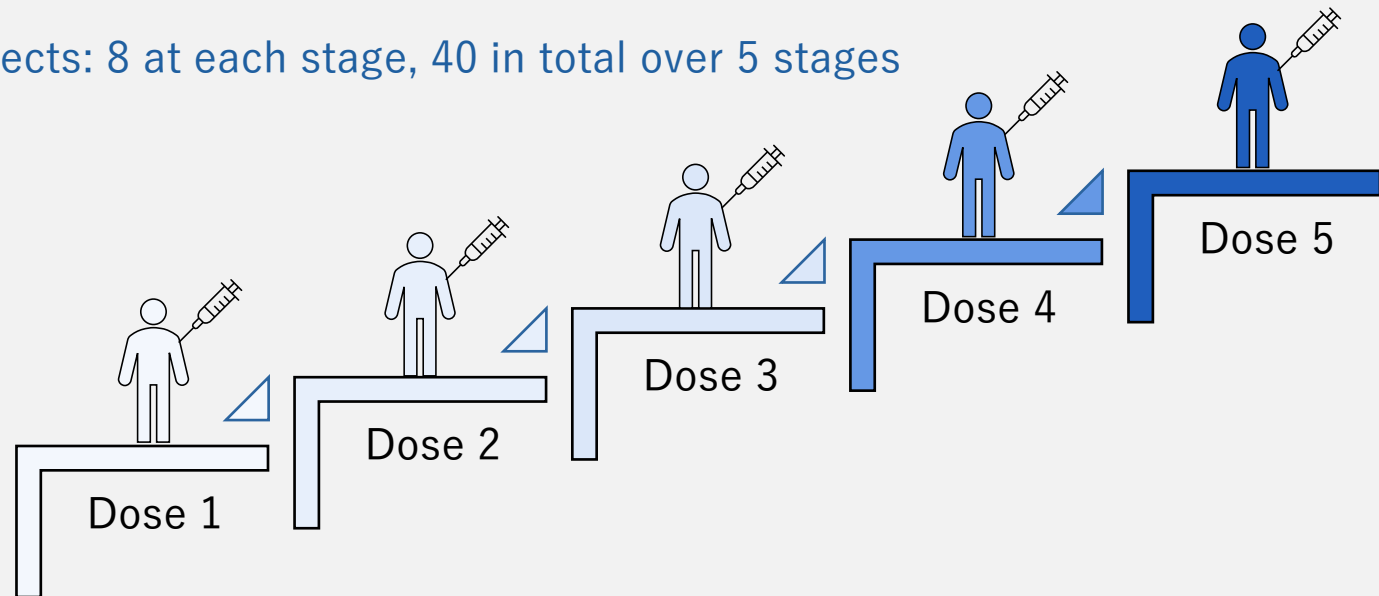 ects: 8 at each stage, 40 in total over 5 stages
Dose 5
Dose 4
Dose 3
Dose 2
Dose 1